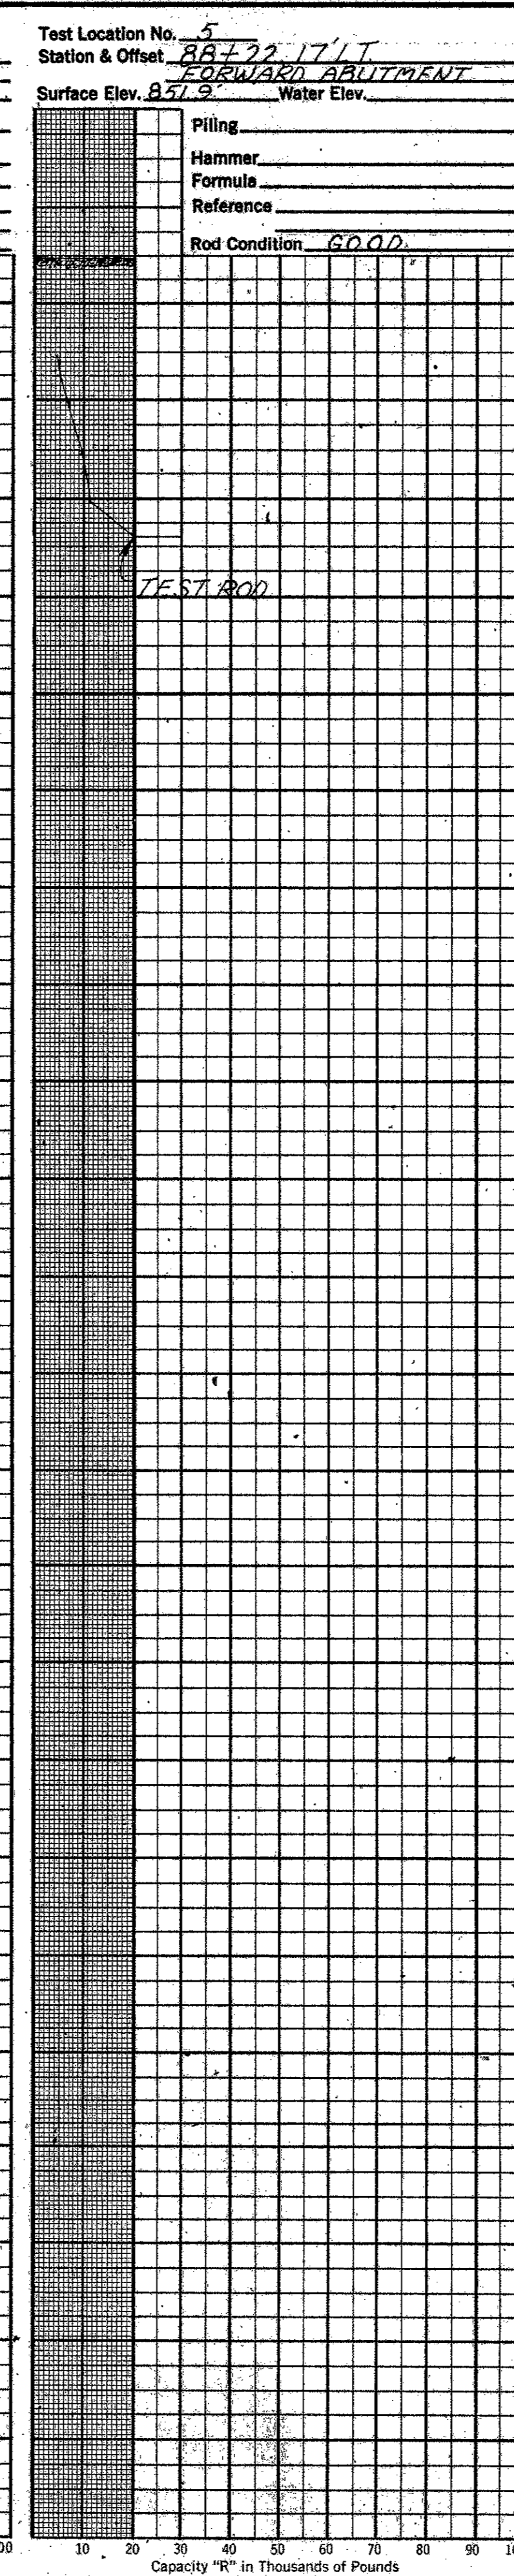 Test Location No. 5
Station & Offset 88+22 17' LT.
FORWARD ABUTMENT
Surface Elev. 851.9' Water Elev.
Piling
Hammer
Formula
Reference
Rod Condition GOOD
TEST ROD
10 20 30 40 50 60 70 80 90
Capacity "R" in Thousands of Pounds